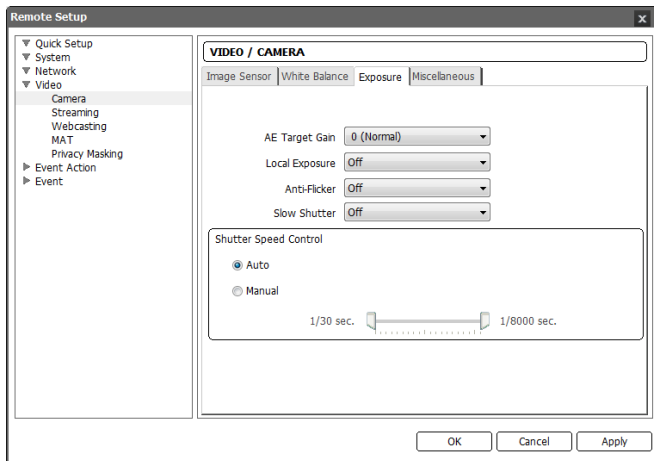 Remote Setup
x
Quick Setup
System
Network
Video
Camera
Streaming
Webcasting
MAT
Privacy Masking
Event Action
Event
VIDEO / CAMERA
Image Sensor White Balance Exposure Miscellaneous
AE Target Gain 0 (Normal)
Local Exposure Off
Anti-Flicker Off
Slow Shutter Off
Shutter Speed Control
Auto
Manual
1/30 sec. 1/8000 sec.
OK Cancel Apply